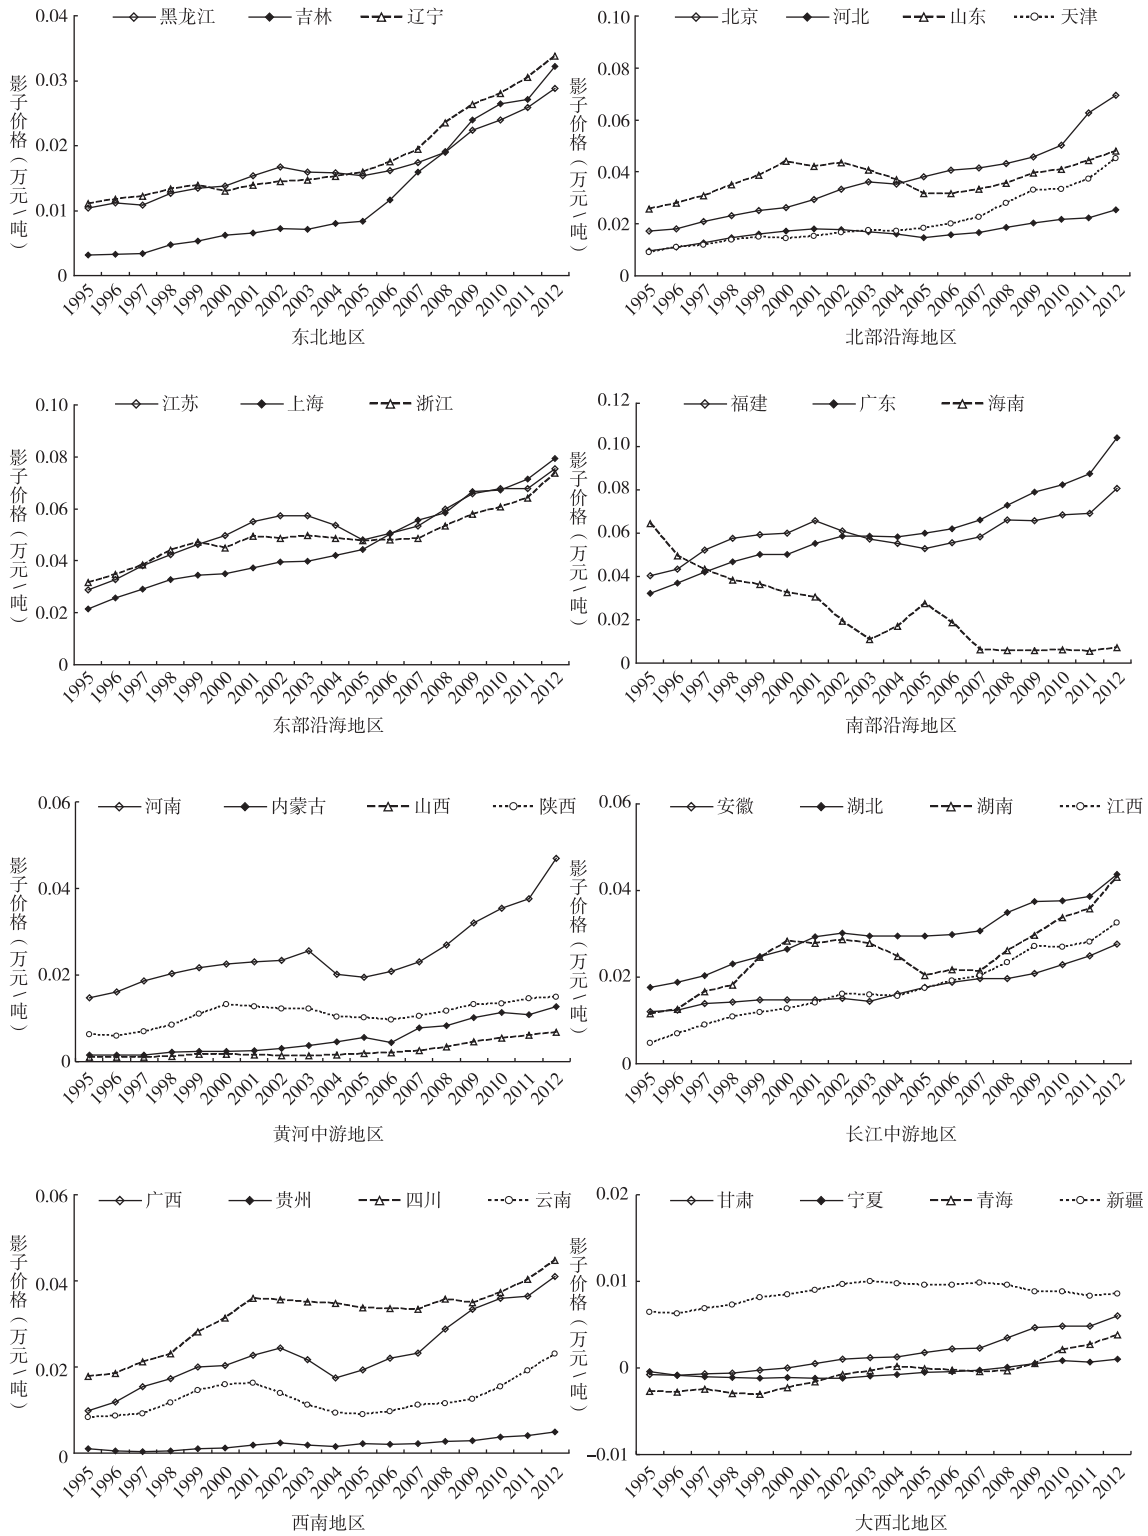 黑龙江 吉林 辽宁
影子价格(万元/吨)
0.04
0.03
0.02
0.01
0
1995 1996 1997 1998 1999 2000 2001 2002 2003 2004 2005 2006 2007 2008 2009 2010 2011 2012
东北地区
北京 河北 山东 天津
影子价格(万元/吨)
0.10
0.08
0.06
0.04
0.02
0
1995 1996 1997 1998 1999 2000 2001 2002 2003 2004 2005 2006 2007 2008 2009 2010 2011 2012
北部沿海地区
江苏 上海 浙江
影子价格(万元/吨)
0.10
0.08
0.06
0.04
0.02
0
1995 1996 1997 1998 1999 2000 2001 2002 2003 2004 2005 2006 2007 2008 2009 2010 2011 2012
东部沿海地区
福建 广东 海南
影子价格(万元/吨)
0.12
0.10
0.08
0.06
0.04
0.02
0
1995 1996 1997 1998 1999 2000 2001 2002 2003 2004 2005 2006 2007 2008 2009 2010 2011 2012
南部沿海地区
河南 内蒙古 山西 陕西
影子价格(万元/吨)
0.06
0.04
0.02
0
1995 1996 1997 1998 1999 2000 2001 2002 2003 2004 2005 2006 2007 2008 2009 2010 2011 2012
黄河中游地区
安徽 湖北 湖南 江西
影子价格(万元/吨)
0.06
0.04
0.02
0
1995 1996 1997 1998 1999 2000 2001 2002 2003 2004 2005 2006 2007 2008 2009 2010 2011 2012
长江中游地区
广西 贵州 四川 云南
影子价格(万元/吨)
0.06
0.04
0.02
0
1995 1996 1997 1998 1999 2000 2001 2002 2003 2004 2005 2006 2007 2008 2009 2010 2011 2012
西南地区
甘肃 宁夏 青海 新疆
影子价格(万元/吨)
0.02
0.01
0
-0.01
1995 1996 1997 1998 1999 2000 2001 2002 2003 2004 2005 2006 2007 2008 2009 2010 2011 2012
大西北地区